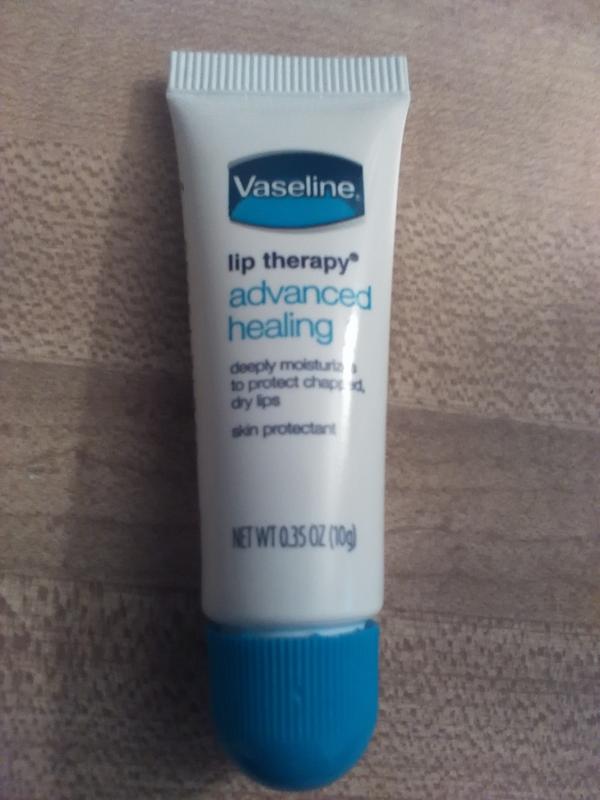 Vaseline®
lip therapy®
advanced
healing
deeply moisturizes
to protect chapped,
dry lips
skin protectant
NET WT 0.35 OZ (10g)